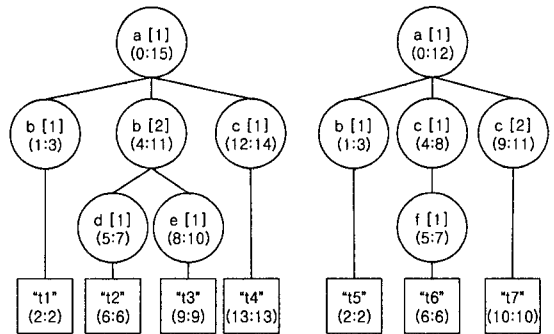 a [1]
(0:15)
b [1]
(1:3)
b [2]
(4:11)
c [1]
(12:14)
d [1]
(5:7)
e [1]
(8:10)
"t1"
(2:2)
"t2"
(6:6)
"t3"
(9:9)
"t4"
(13:13)
a [1]
(0:12)
b [1]
(1:3)
c [1]
(4:8)
c [2]
(9:11)
f [1]
(5:7)
"t5"
(2:2)
"t6"
(6:6)
"t7"
(10:10)